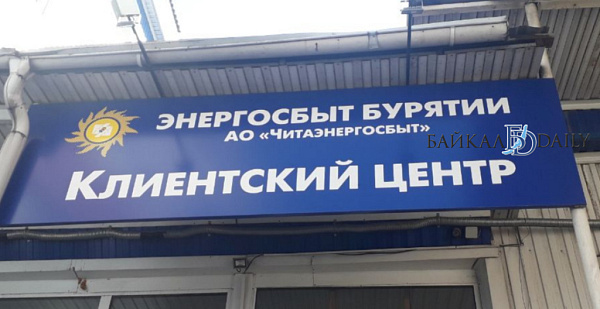 ЭНЕРГОСБЫТ БУРЯТИИ
АО «ЧИТАЭНЕРГОСБЫТ»
КЛИЕНТСКИЙ ЦЕНТР
БАЙКАЛ DAILY